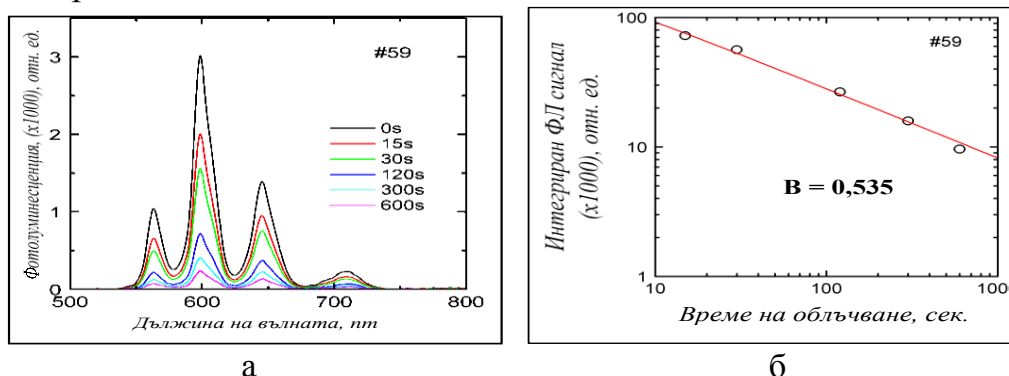 #59
Фотолуминесценция, (x1000), отн. ед.
3
2
1
0
0s
15s
30s
120s
300s
600s
500
600
700
800
Дължина на вълната, nm
а
#59
Интегриран ФЛ сигнал
(x1000), отн. ед.
100
10
1
B = 0,535
10
100
100
Време на облъчване, сек.
б